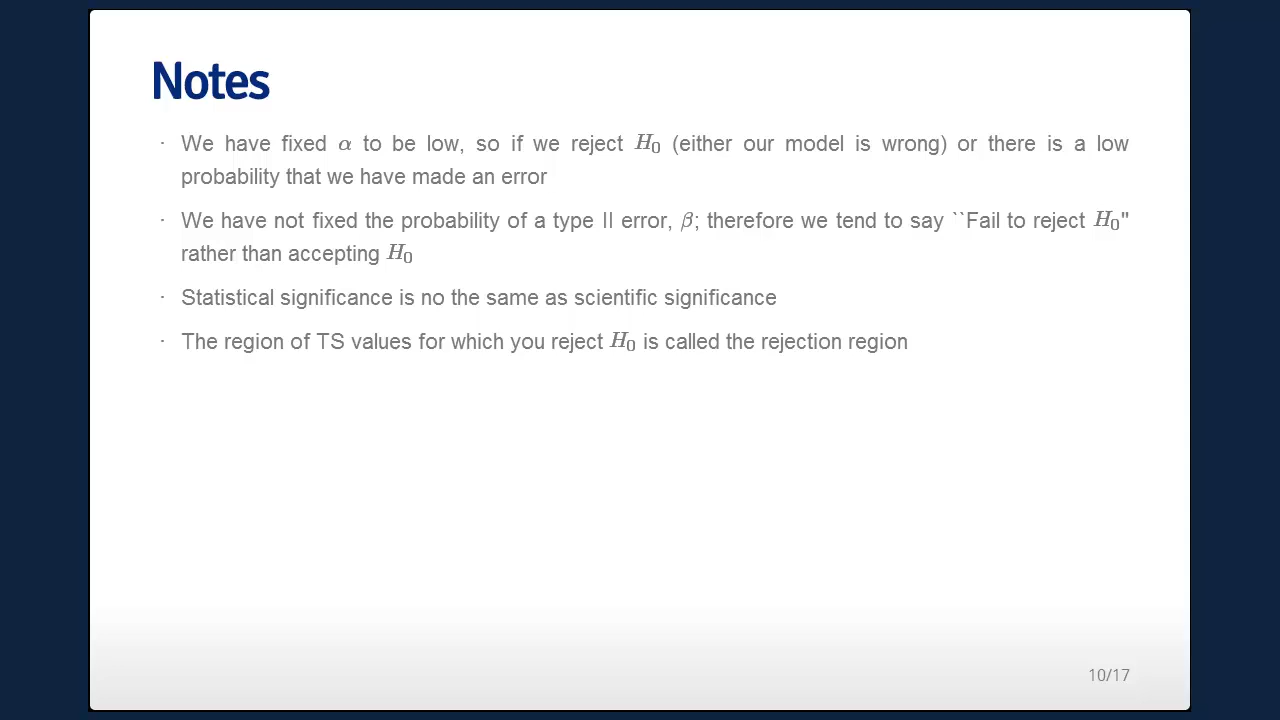 Notes
· We have fixed α to be low, so if we reject H₀ (either our model is wrong) or there is a low
probability that we have made an error
· We have not fixed the probability of a type II error, β; therefore we tend to say ``Fail to reject H₀"
rather than accepting H₀
· Statistical significance is no the same as scientific significance
· The region of TS values for which you reject H₀ is called the rejection region
10/17